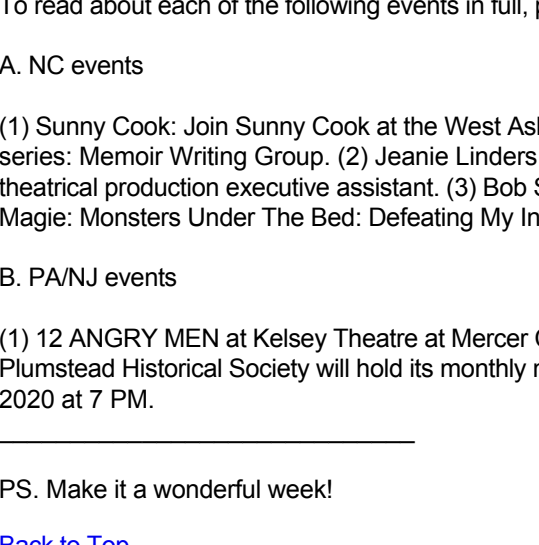 To read about each of the following events in full,
A. NC events
(1) Sunny Cook: Join Sunny Cook at the West
series: Memoir Writing Group. (2) Jeanie Linders
theatrical production executive assistant. (3) Bob
Magie: Monsters Under The Bed: Defeating My
B. PA/NJ events
(1) 12 ANGRY MEN at Kelsey Theatre at Mercer
Plumstead Historical Society will hold its monthly
2020 at 7 PM.
PS. Make it a wonderful week!
Back to Top